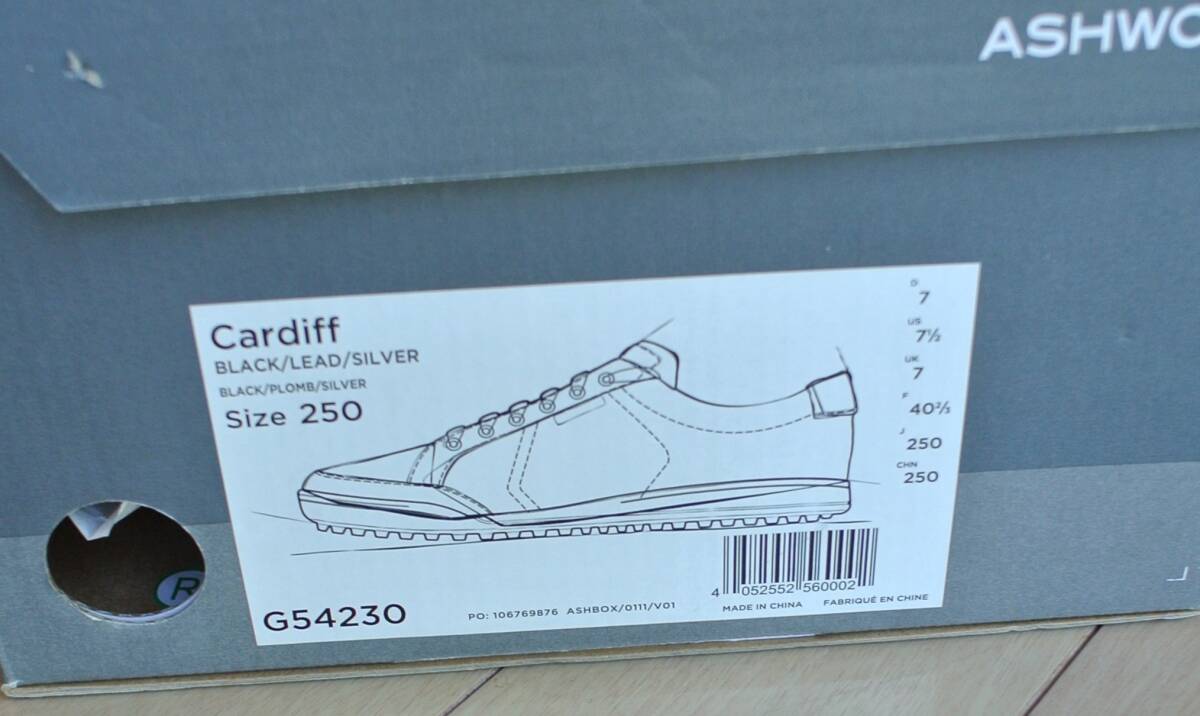 ASHWO
Cardiff
BLACK/LEAD/SILVER
BLACK/PLOMB/SILVER
Size 250
D
7
US
7½
UK
7
F
40⅔
J
250
CHN
250
4 052552 560002
MADE IN CHINA FABRIQUÉ EN CHINE
G54230
PO: 106769876 ASHBOX/0111/V01
R